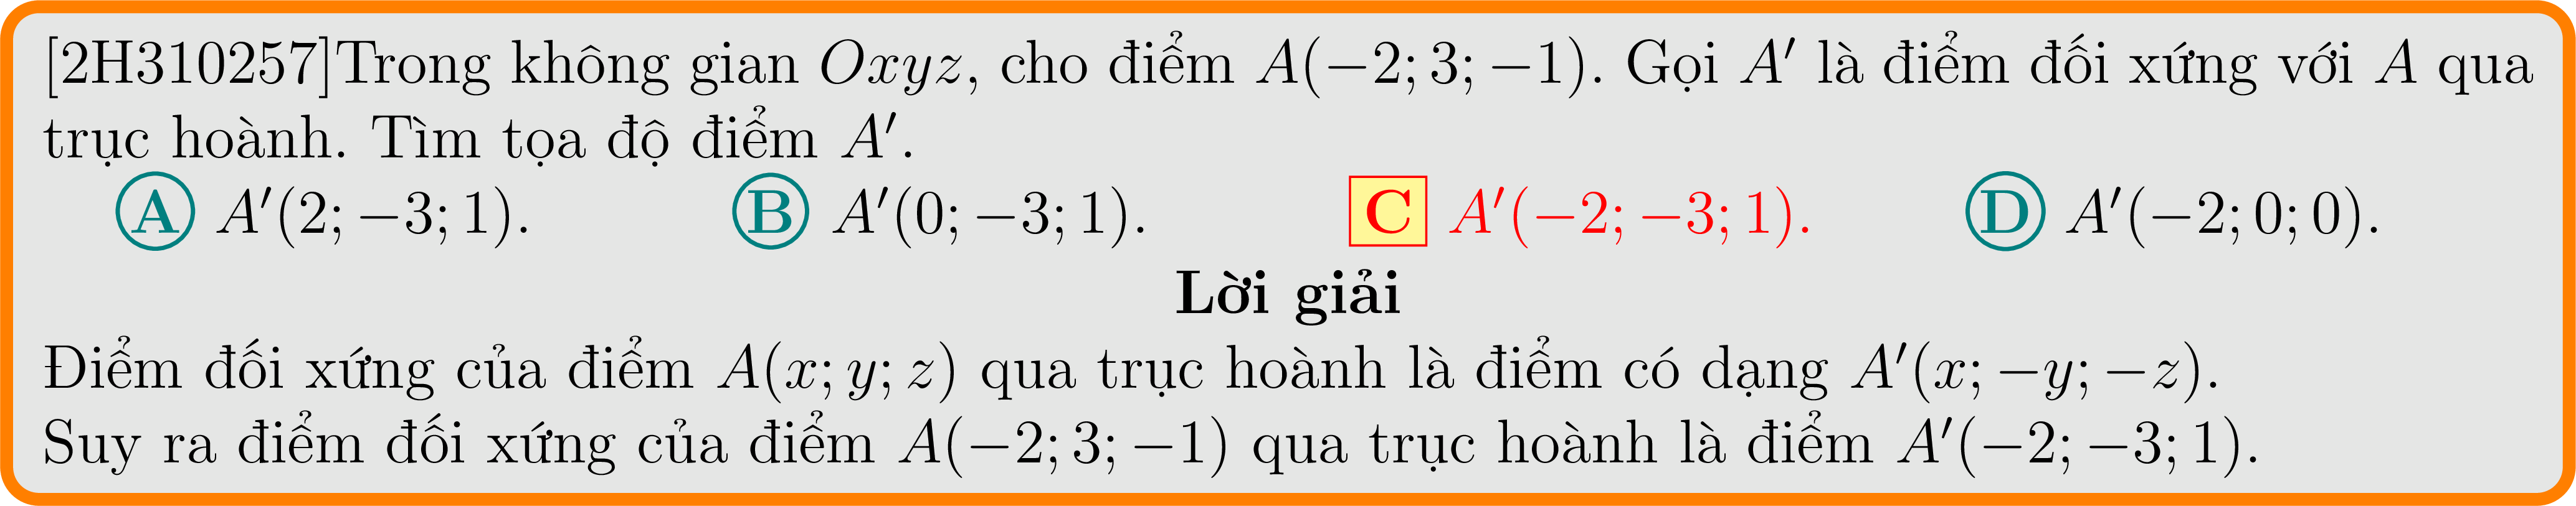 [2H310257]Trong không gian Oxyz, cho điểm A(−2; 3; −1). Gọi A′ là điểm đối xứng với A qua
trục hoành. Tìm tọa độ điểm A′.
A A′(2; −3; 1). B A′(0; −3; 1). C A′(−2; −3; 1). D A′(−2; 0; 0).
Lời giải
Điểm đối xứng của điểm A(x; y; z) qua trục hoành là điểm có dạng A′(x; −y; −z).
Suy ra điểm đối xứng của điểm A(−2; 3; −1) qua trục hoành là điểm A′(−2; −3; 1).